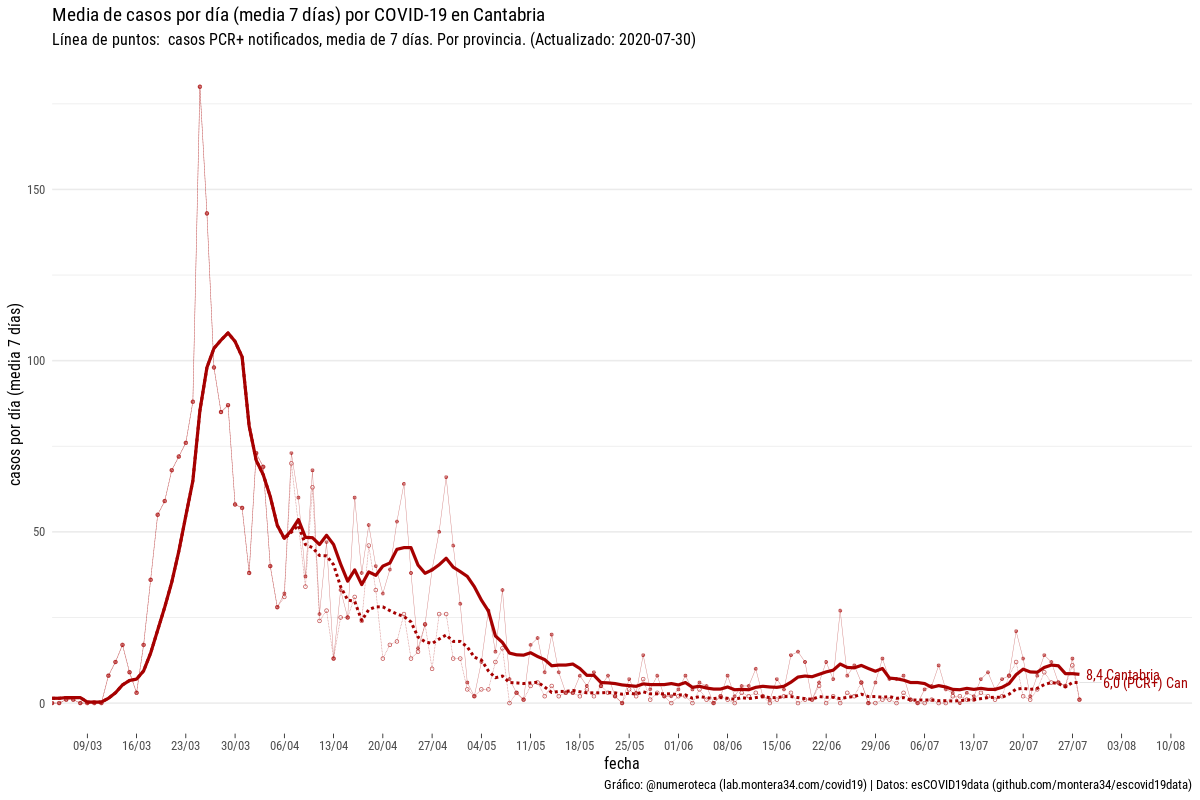 Media de casos por día (media 7 días) por COVID-19 en Cantabria
Línea de puntos:  casos PCR+ notificados, media de 7 días. Por provincia. (Actualizado: 2020-07-30)
casos por día (media 7 días)
150
100
50
0
8,4 Cantabria
6,0 (PCR+) Can
09/03 16/03 23/03 30/03 06/04 13/04 20/04 27/04 04/05 11/05 18/05 25/05 01/06 08/06 15/06 22/06 29/06 06/07 13/07 20/07 27/07 03/08 10/08
fecha
Gráfico: @numeroteca (lab.montera34.com/covid19) | Datos: esCOVID19data (github.com/montera34/escovid19data)